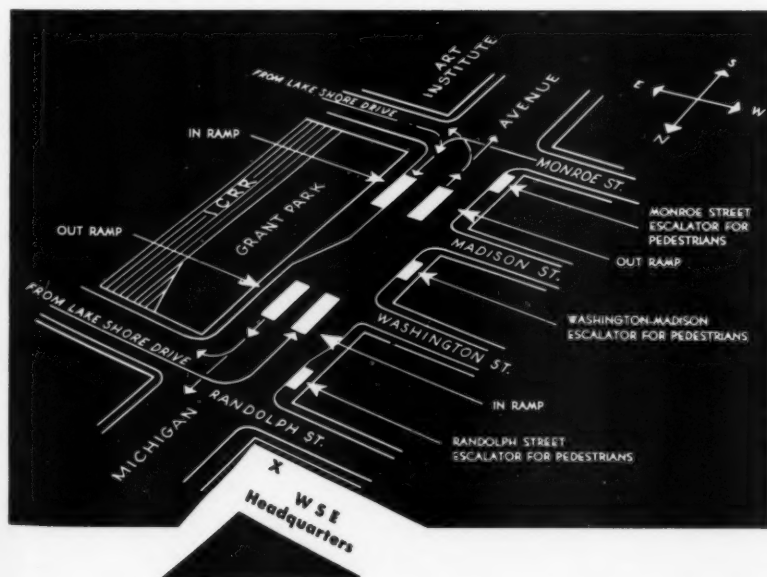 ART
INSTITUTE
FROM LAKE SHORE DRIVE
AVENUE
S
E
W
N
IN RAMP
MONROE ST.
I.C.R.R.
GRANT PARK
MONROE STREET
ESCALATOR FOR
PEDESTRIANS
OUT RAMP
MADISON ST.
OUT RAMP
FROM LAKE SHORE DRIVE
WASHINGTON ST.
WASHINGTON-MADISON
ESCALATOR FOR PEDESTRIANS
MICHIGAN
RANDOLPH ST.
IN RAMP
RANDOLPH STREET
ESCALATOR FOR PEDESTRIANS
X WSE
Headquarters